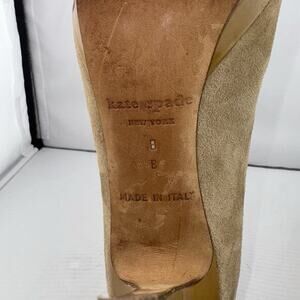 kate spade
NEW YORK
8
B
MADE IN ITALY